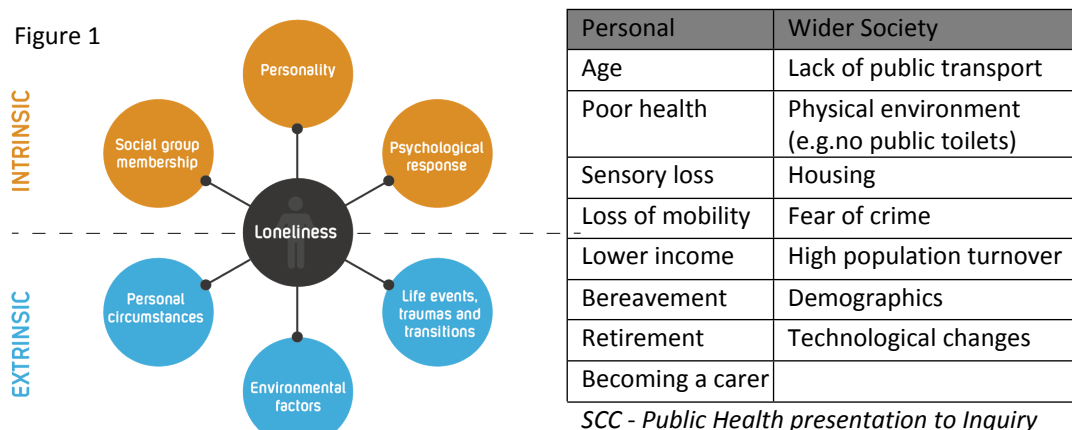 Figure 1
INTRINSIC
EXTRINSIC
Personality
Social group
membership
Psychological
response
Loneliness
Personal
circumstances
Life events,
traumas and
transitions
Environmental
factors
Personal Wider Society
Age Lack of public transport
Poor health Physical environment
(e.g.no public toilets)
Sensory loss Housing
Loss of mobility Fear of crime
Lower income High population turnover
Bereavement Demographics
Retirement Technological changes
Becoming a carer
SCC - Public Health presentation to Inquiry